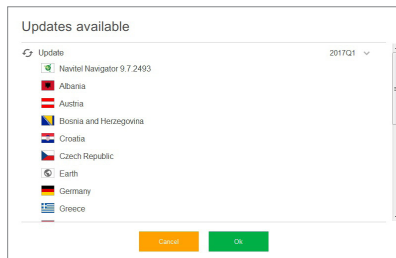 Updates available
Update 2017Q1
Navitel Navigator 9.7.2493
Albania
Austria
Bosnia and Herzegovina
Croatia
Czech Republic
Earth
Germany
Greece
Cancel Ok